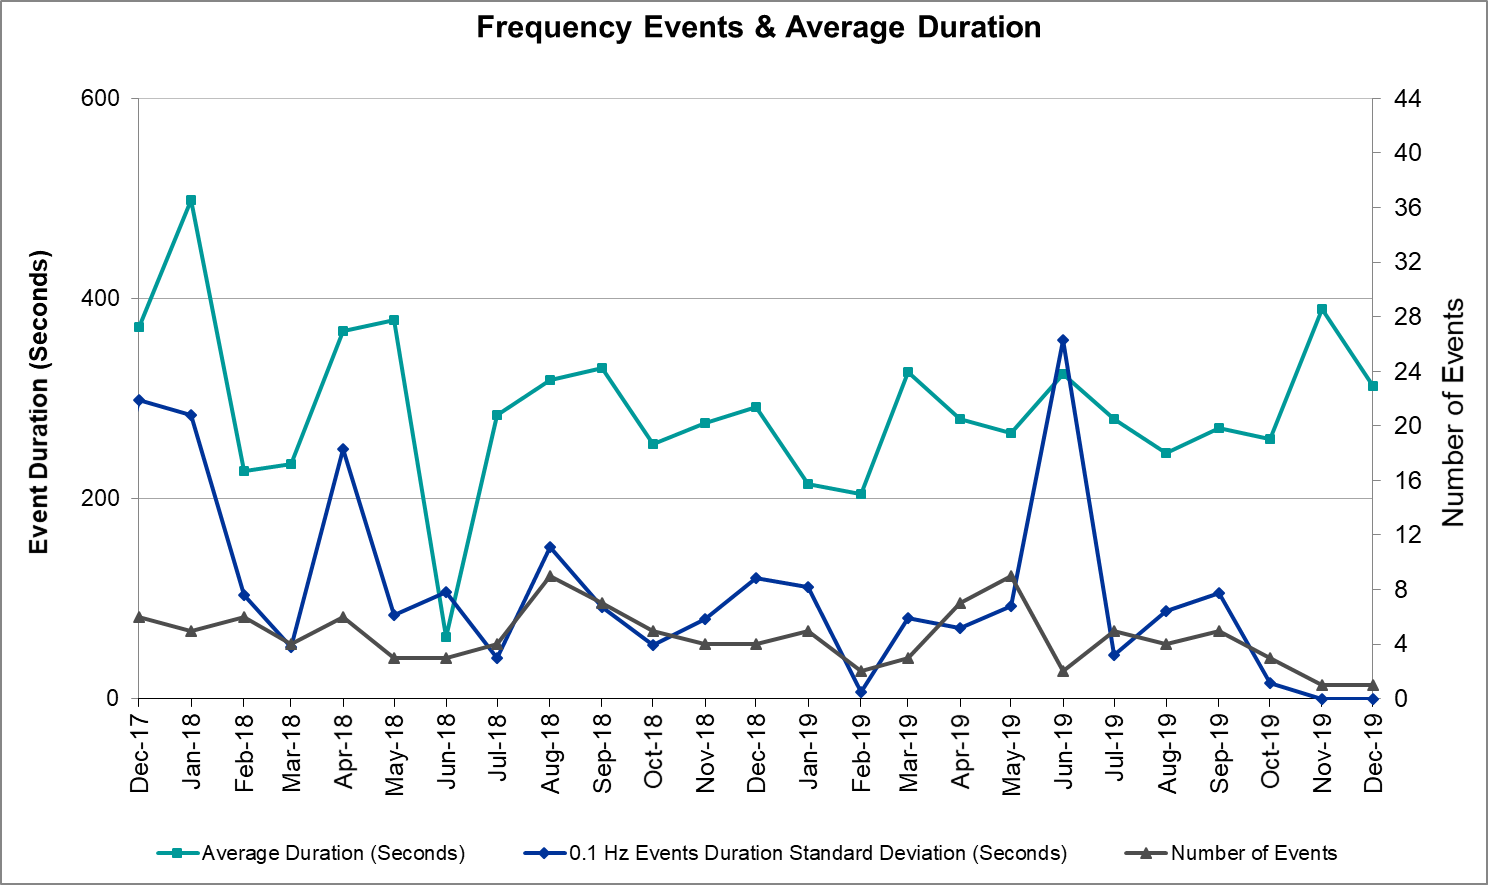 Frequency Events & Average Duration
Event Duration (Seconds)
600
400
200
0
44
40
36
32
28
24
20
16
12
8
4
0
Number of Events
Dec-17
Jan-18
Feb-18
Mar-18
Apr-18
May-18
Jun-18
Jul-18
Aug-18
Sep-18
Oct-18
Nov-18
Dec-18
Jan-19
Feb-19
Mar-19
Apr-19
May-19
Jun-19
Jul-19
Aug-19
Sep-19
Oct-19
Nov-19
Dec-19
Average Duration (Seconds)
0.1 Hz Events Duration Standard Deviation (Seconds)
Number of Events